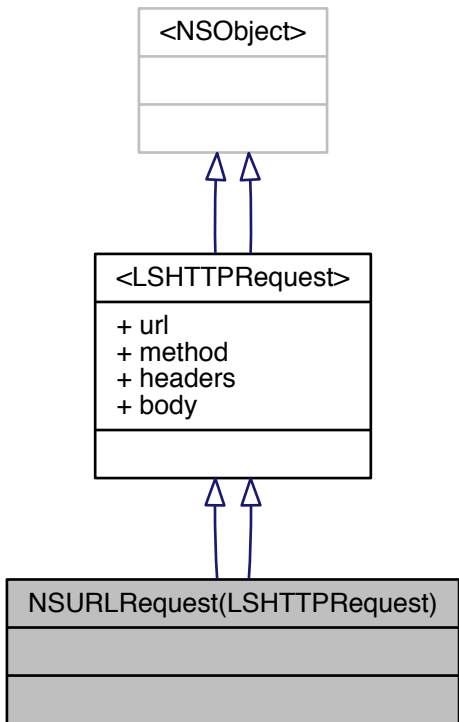 <NSObject>
<LSHTTPRequest>
+ url
+ method
+ headers
+ body
NSURLRequest(LSHTTPRequest)